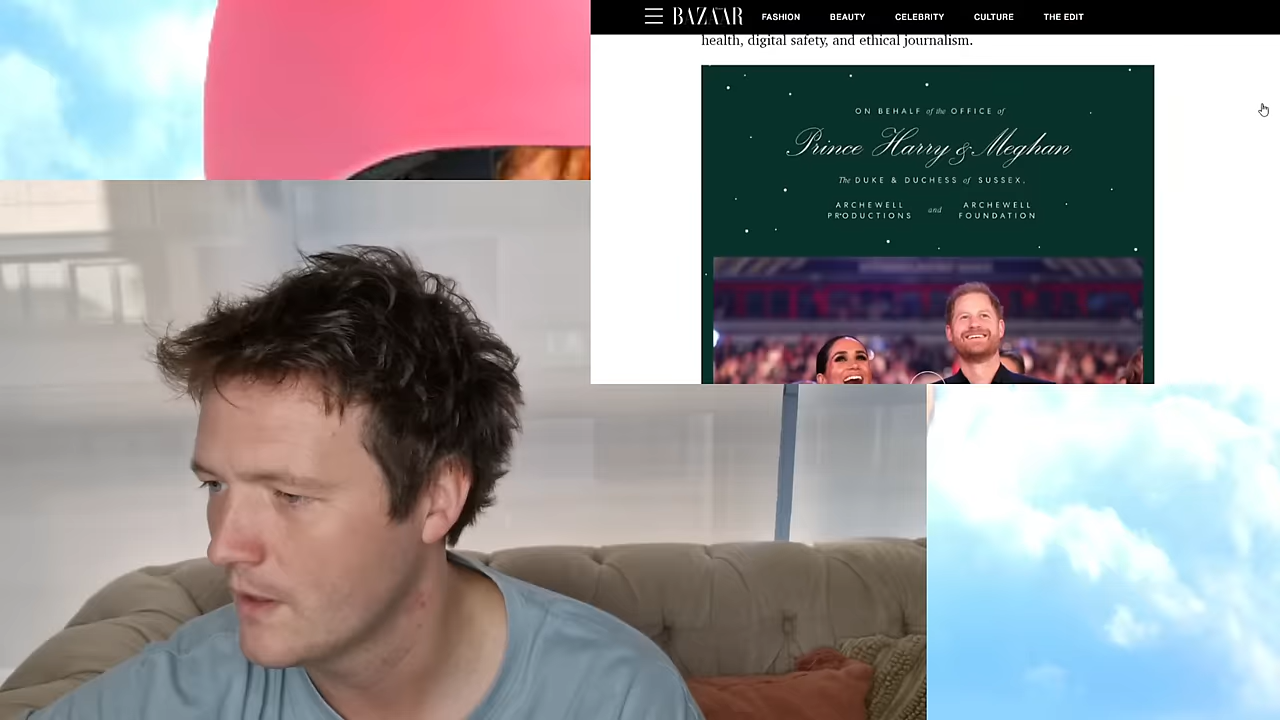 BAZAAR FASHION BEAUTY CELEBRITY CULTURE THE EDIT
health, digital safety, and ethical journalism.
ON BEHALF of the OFFICE of
Prince Harry & Meghan
The DUKE & DUCHESS of SUSSEX,
ARCHEWELL PRODUCTIONS and ARCHEWELL FOUNDATION